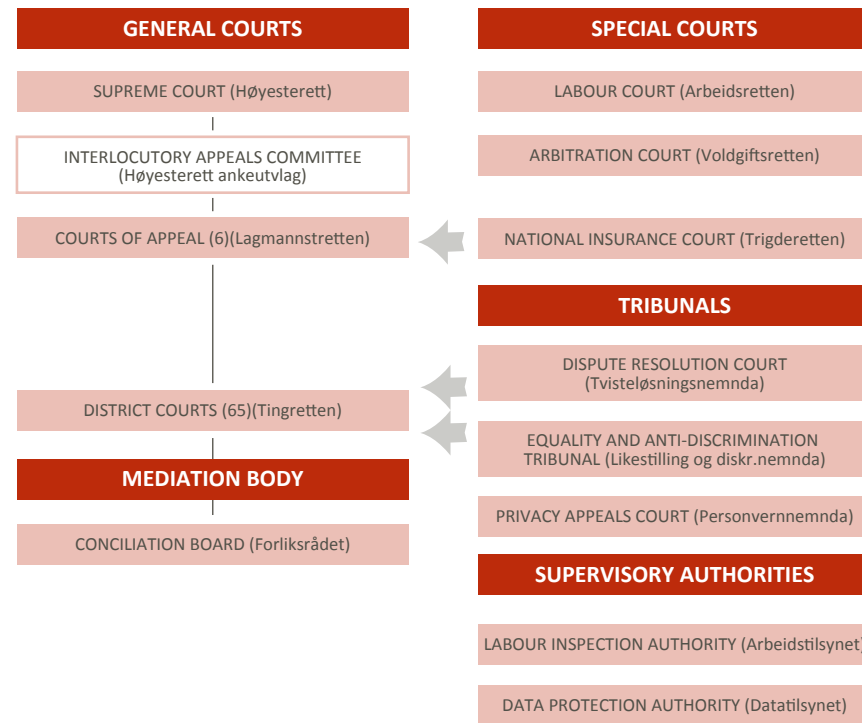 GENERAL COURTS
SUPREME COURT (Høyesterett)
INTERLOCUTORY APPEALS COMMITTEE
(Høyesterett ankeutvlag)
COURTS OF APPEAL (6)(Lagmannstretten)
DISTRICT COURTS (65)(Tingretten)
MEDIATION BODY
CONCILIATION BOARD (Forliksrådet)
SPECIAL COURTS
LABOUR COURT (Arbeidsretten)
ARBITRATION COURT (Voldgiftsretten)
NATIONAL INSURANCE COURT (Trigderetten)
TRIBUNALS
DISPUTE RESOLUTION COURT
(Tvisteløsningsnemnda)
EQUALITY AND ANTI-DISCRIMINATION
TRIBUNAL (Likestilling og diskr.nemnda)
PRIVACY APPEALS COURT (Personvernnemnda)
SUPERVISORY AUTHORITIES
LABOUR INSPECTION AUTHORITY (Arbeidstilsynet)
DATA PROTECTION AUTHORITY (Datatilsynet)